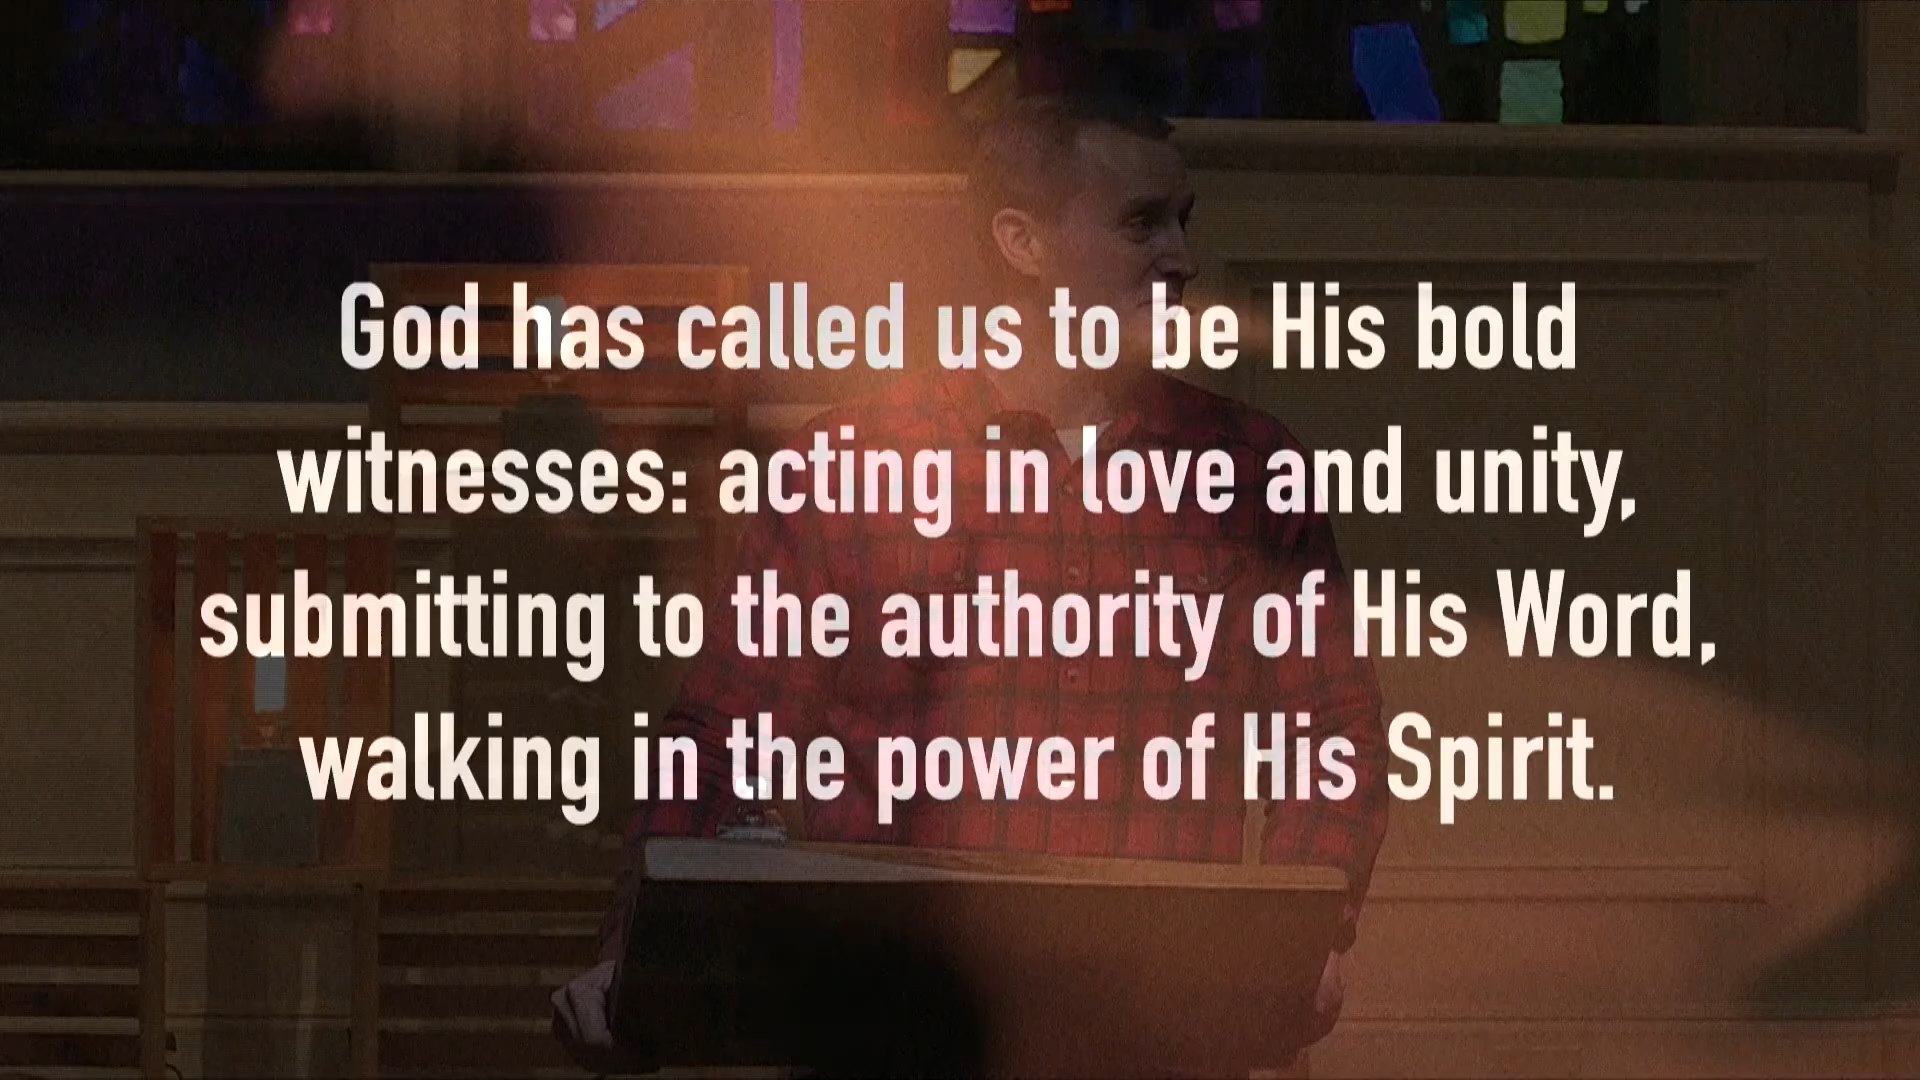 God has called us to be His bold
witnesses: acting in love and unity,
submitting to the authority of His Word,
walking in the power of His Spirit.